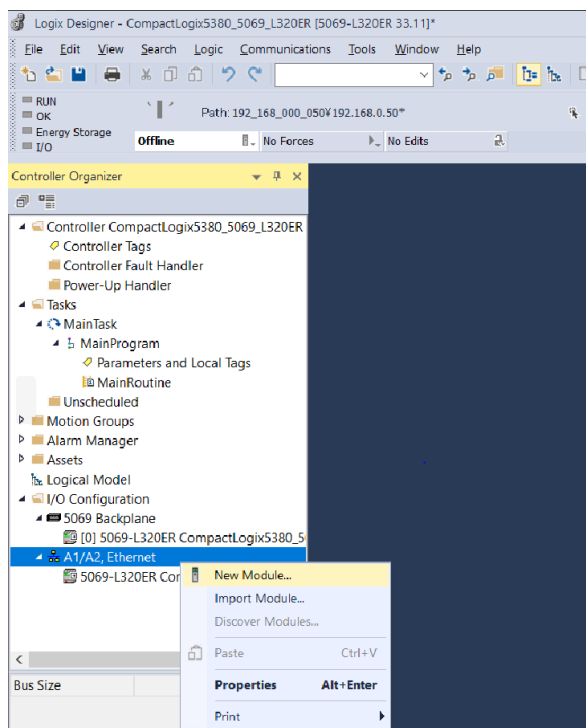 Logix Designer - CompactLogix5380_5069_L320ER [5069-L320ER 33.11]*
File Edit View Search Logic Communications Tools Window Help
RUN
OK
Energy Storage
I/O
Path: 192_168_000_050¥192.168.0.50*
Offline No Forces No Edits
Controller Organizer
Controller CompactLogix5380_5069_L320ER
Controller Tags
Controller Fault Handler
Power-Up Handler
Tasks
MainTask
MainProgram
Parameters and Local Tags
MainRoutine
Unscheduled
Motion Groups
Alarm Manager
Assets
Logical Model
I/O Configuration
5069 Backplane
[0] 5069-L320ER CompactLogix5380_5
A1/A2, Ethernet
5069-L320ER Cor
New Module...
Import Module...
Discover Modules...
Paste Ctrl+V
Properties Alt+Enter
Print
Bus Size